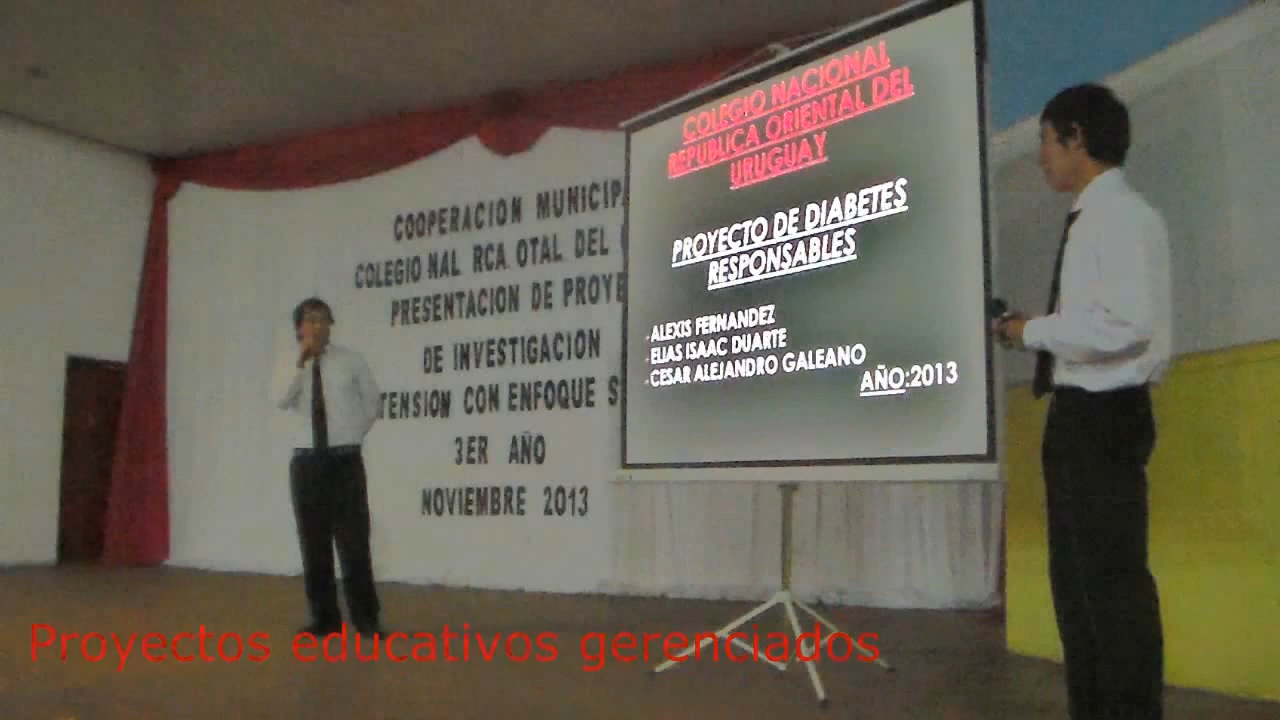 COOPERACION MUNICIPA
COLEGIO NAL RCA OTAL DEL
PRESENTACION DE PROYE
DE INVESTIGACION
TENSION CON ENFOQUE S
3ER AÑO
NOVIEMBRE 2013
COLEGIO NACIONAL
REPUBLICA ORIENTAL DEL
URUGUAY
PROYECTO DE DIABETES
RESPONSABLES
-ALEXIS FERNANDEZ
-ELIAS ISAAC DUARTE
-CESAR ALEJANDRO GALEANO
AÑO:2013
Proyectos educativos gerenciados